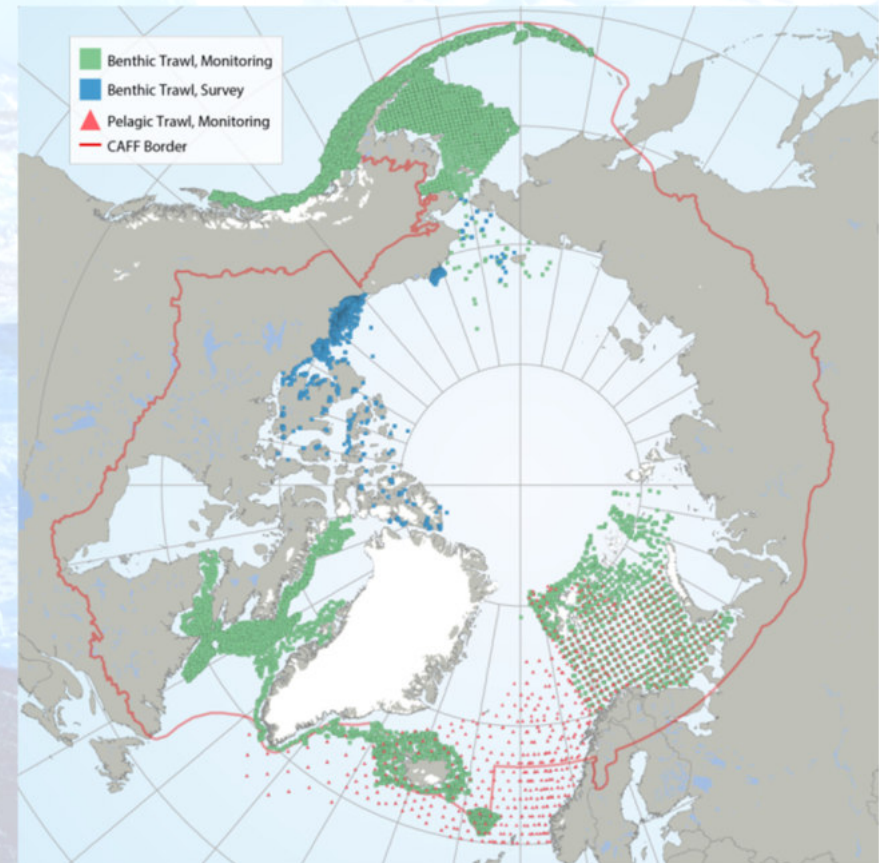 Benthic Trawl, Monitoring
Benthic Trawl, Survey
Pelagic Trawl, Monitoring
CAFF Border